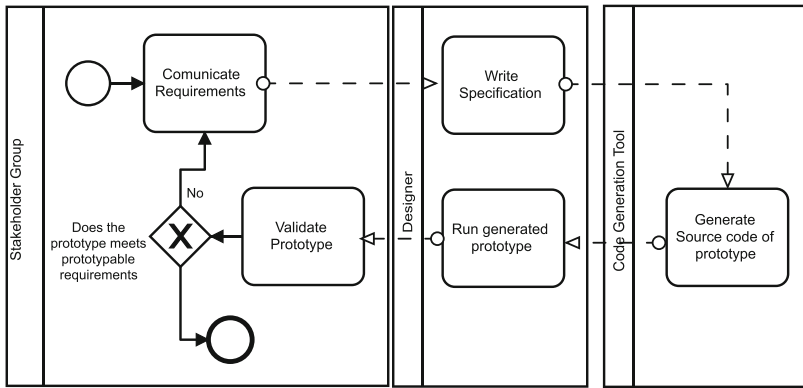 Stakeholder Group
Comunicate
Requirements
No
Does the
prototype meets
prototypable
requirements
X
Validate
Prototype
Designer
Write
Specification
Run generated
prototype
Code Generation Tool
Generate
Source code of
prototype